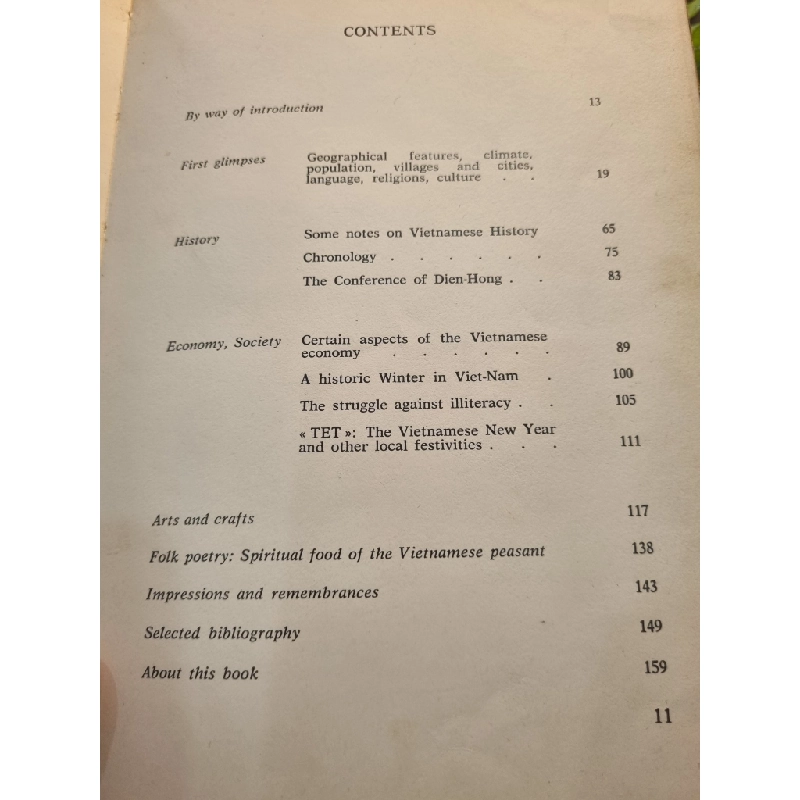 CONTENTS
By way of introduction 13
First glimpses Geographical features, climate,
population, villages and cities,
language, religions, culture . . 19
History Some notes on Vietnamese History 65
Chronology . . . . . . 75
The Conference of Dien-Hong . . 83
Economy, Society Certain aspects of the Vietnamese
economy . . . . . . 89
A historic Winter in Viet-Nam . 100
The struggle against illiteracy . . 105
« TET »: The Vietnamese New Year
and other local festivities . . . 111
Arts and crafts 117
Folk poetry: Spiritual food of the Vietnamese peasant 138
Impressions and remembrances 143
Selected bibliography 149
About this book 159
11